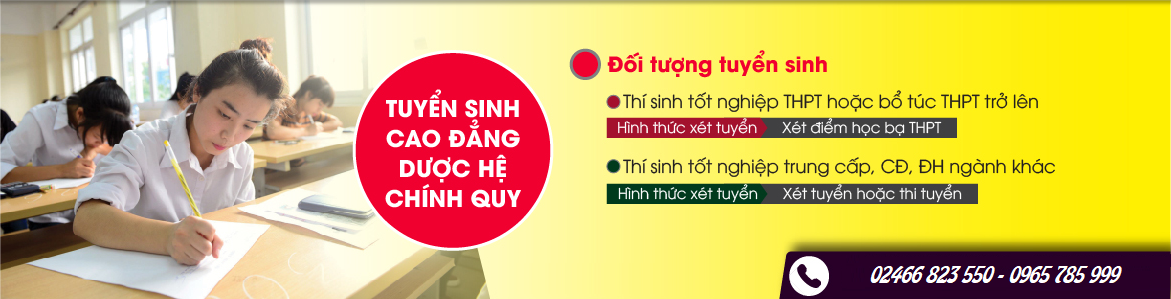 TUYỂN SINH
CAO ĐẲNG
DƯỢC HỆ
CHÍNH QUY
Đối tượng tuyển sinh
Thí sinh tốt nghiệp THPT hoặc bổ túc THPT trở lên
Hình thức xét tuyển Xét điểm học bạ THPT
Thí sinh tốt nghiệp trung cấp, CĐ, ĐH ngành khác
Hình thức xét tuyển Xét tuyển hoặc thi tuyển
02466 823 550 - 0965 785 999